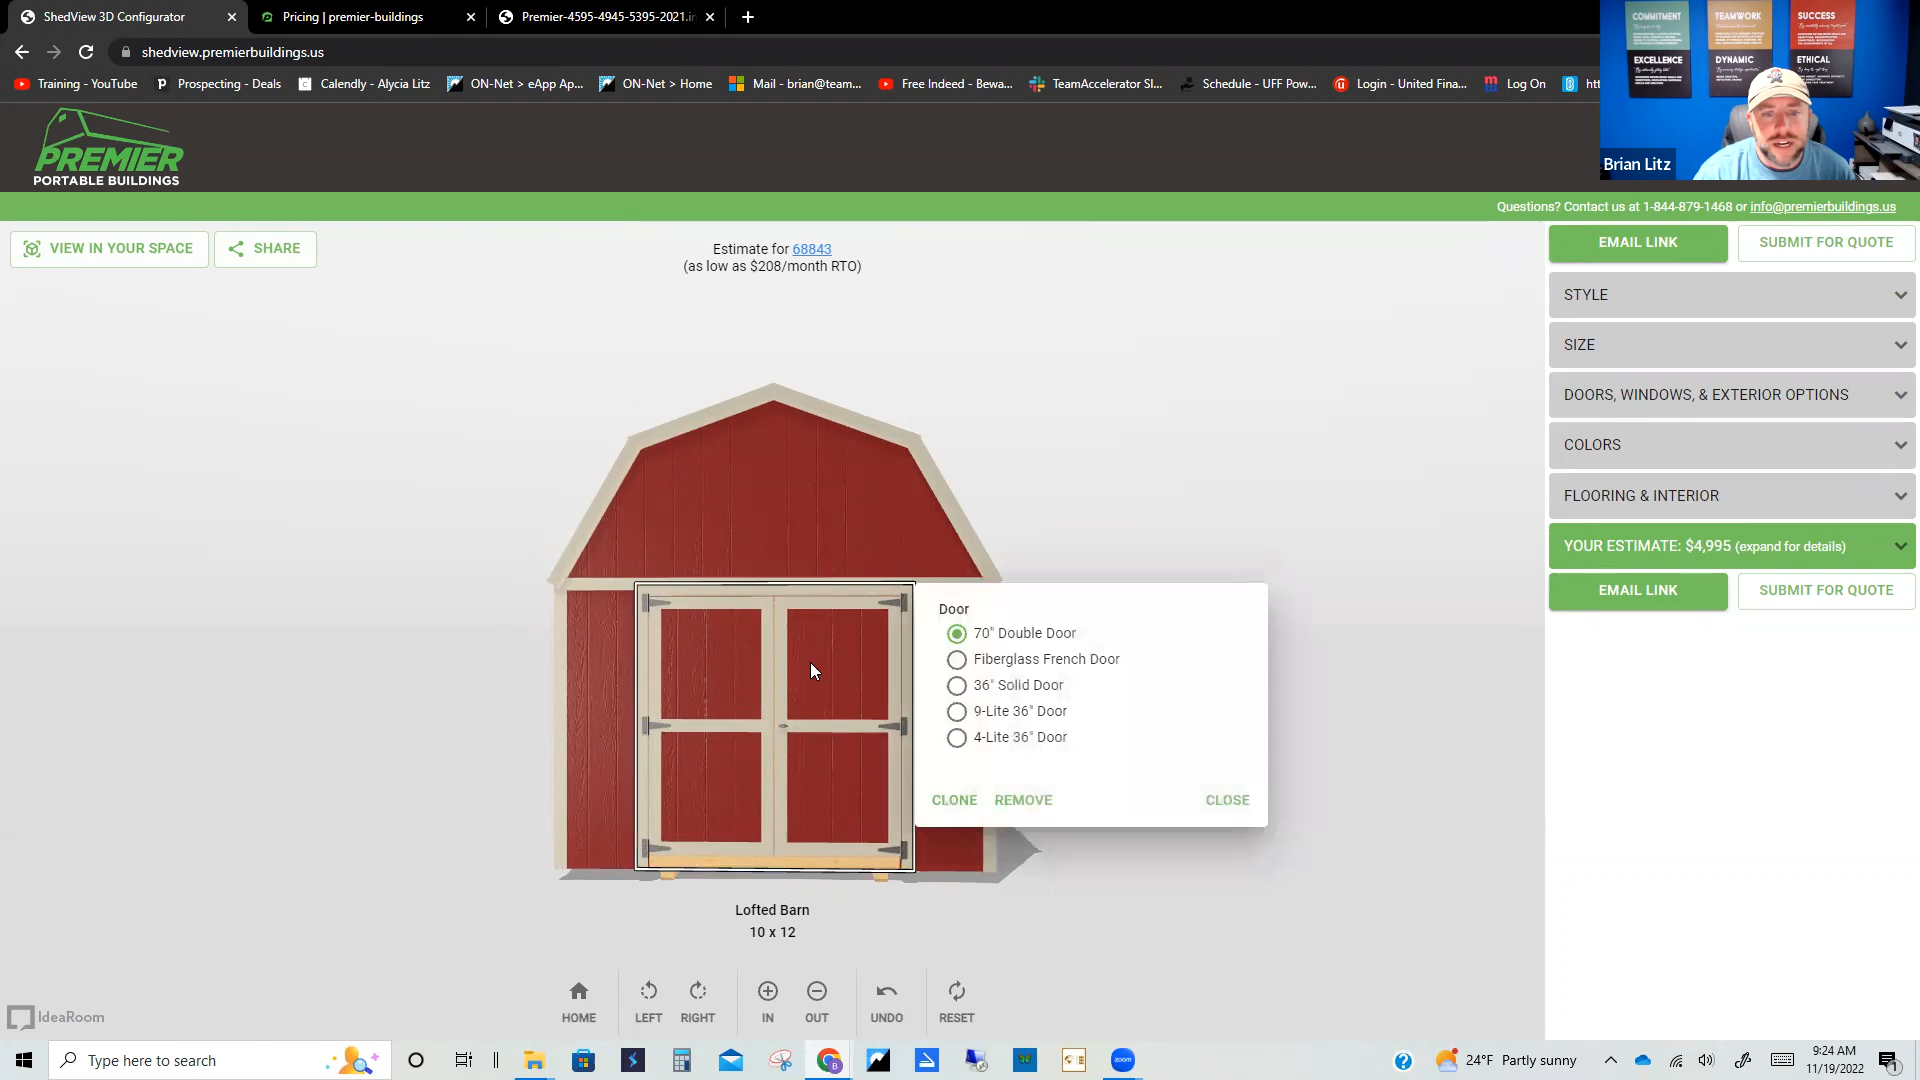 ShedView 3D Configurator
Pricing | premier-buildings
Premier-4595-4945-5395-2021.in
shedview.premierbuildings.us
Training - YouTube
Prospecting - Deals
Calendly - Alycia Litz
ON-Net > eApp Ap...
ON-Net > Home
Mail - brian@team...
Free Indeed - Bewa...
TeamAccelerator Sl...
Schedule - UFF Pow...
Login - United Fina...
Log On
COMMITMENT
TEAMWORK
SUCCESS
EXCELLENCE
DYNAMIC
ETHICAL
Brian Litz
PREMIER
PORTABLE BUILDINGS
Questions? Contact us at 1-844-879-1468 or info@premierbuildings.us
VIEW IN YOUR SPACE
SHARE
Estimate for 68843
(as low as $208/month RTO)
EMAIL LINK
SUBMIT FOR QUOTE
STYLE
SIZE
DOORS, WINDOWS, & EXTERIOR OPTIONS
COLORS
FLOORING & INTERIOR
YOUR ESTIMATE: $4,995 (expand for details)
EMAIL LINK
SUBMIT FOR QUOTE
Door
70" Double Door
Fiberglass French Door
36" Solid Door
9-Lite 36" Door
4-Lite 36" Door
CLONE
REMOVE
CLOSE
Lofted Barn
10 x 12
HOME
LEFT
RIGHT
IN
OUT
UNDO
RESET
IdeaRoom
Type here to search
zoom
24°F Partly sunny
9:24 AM
11/19/2022